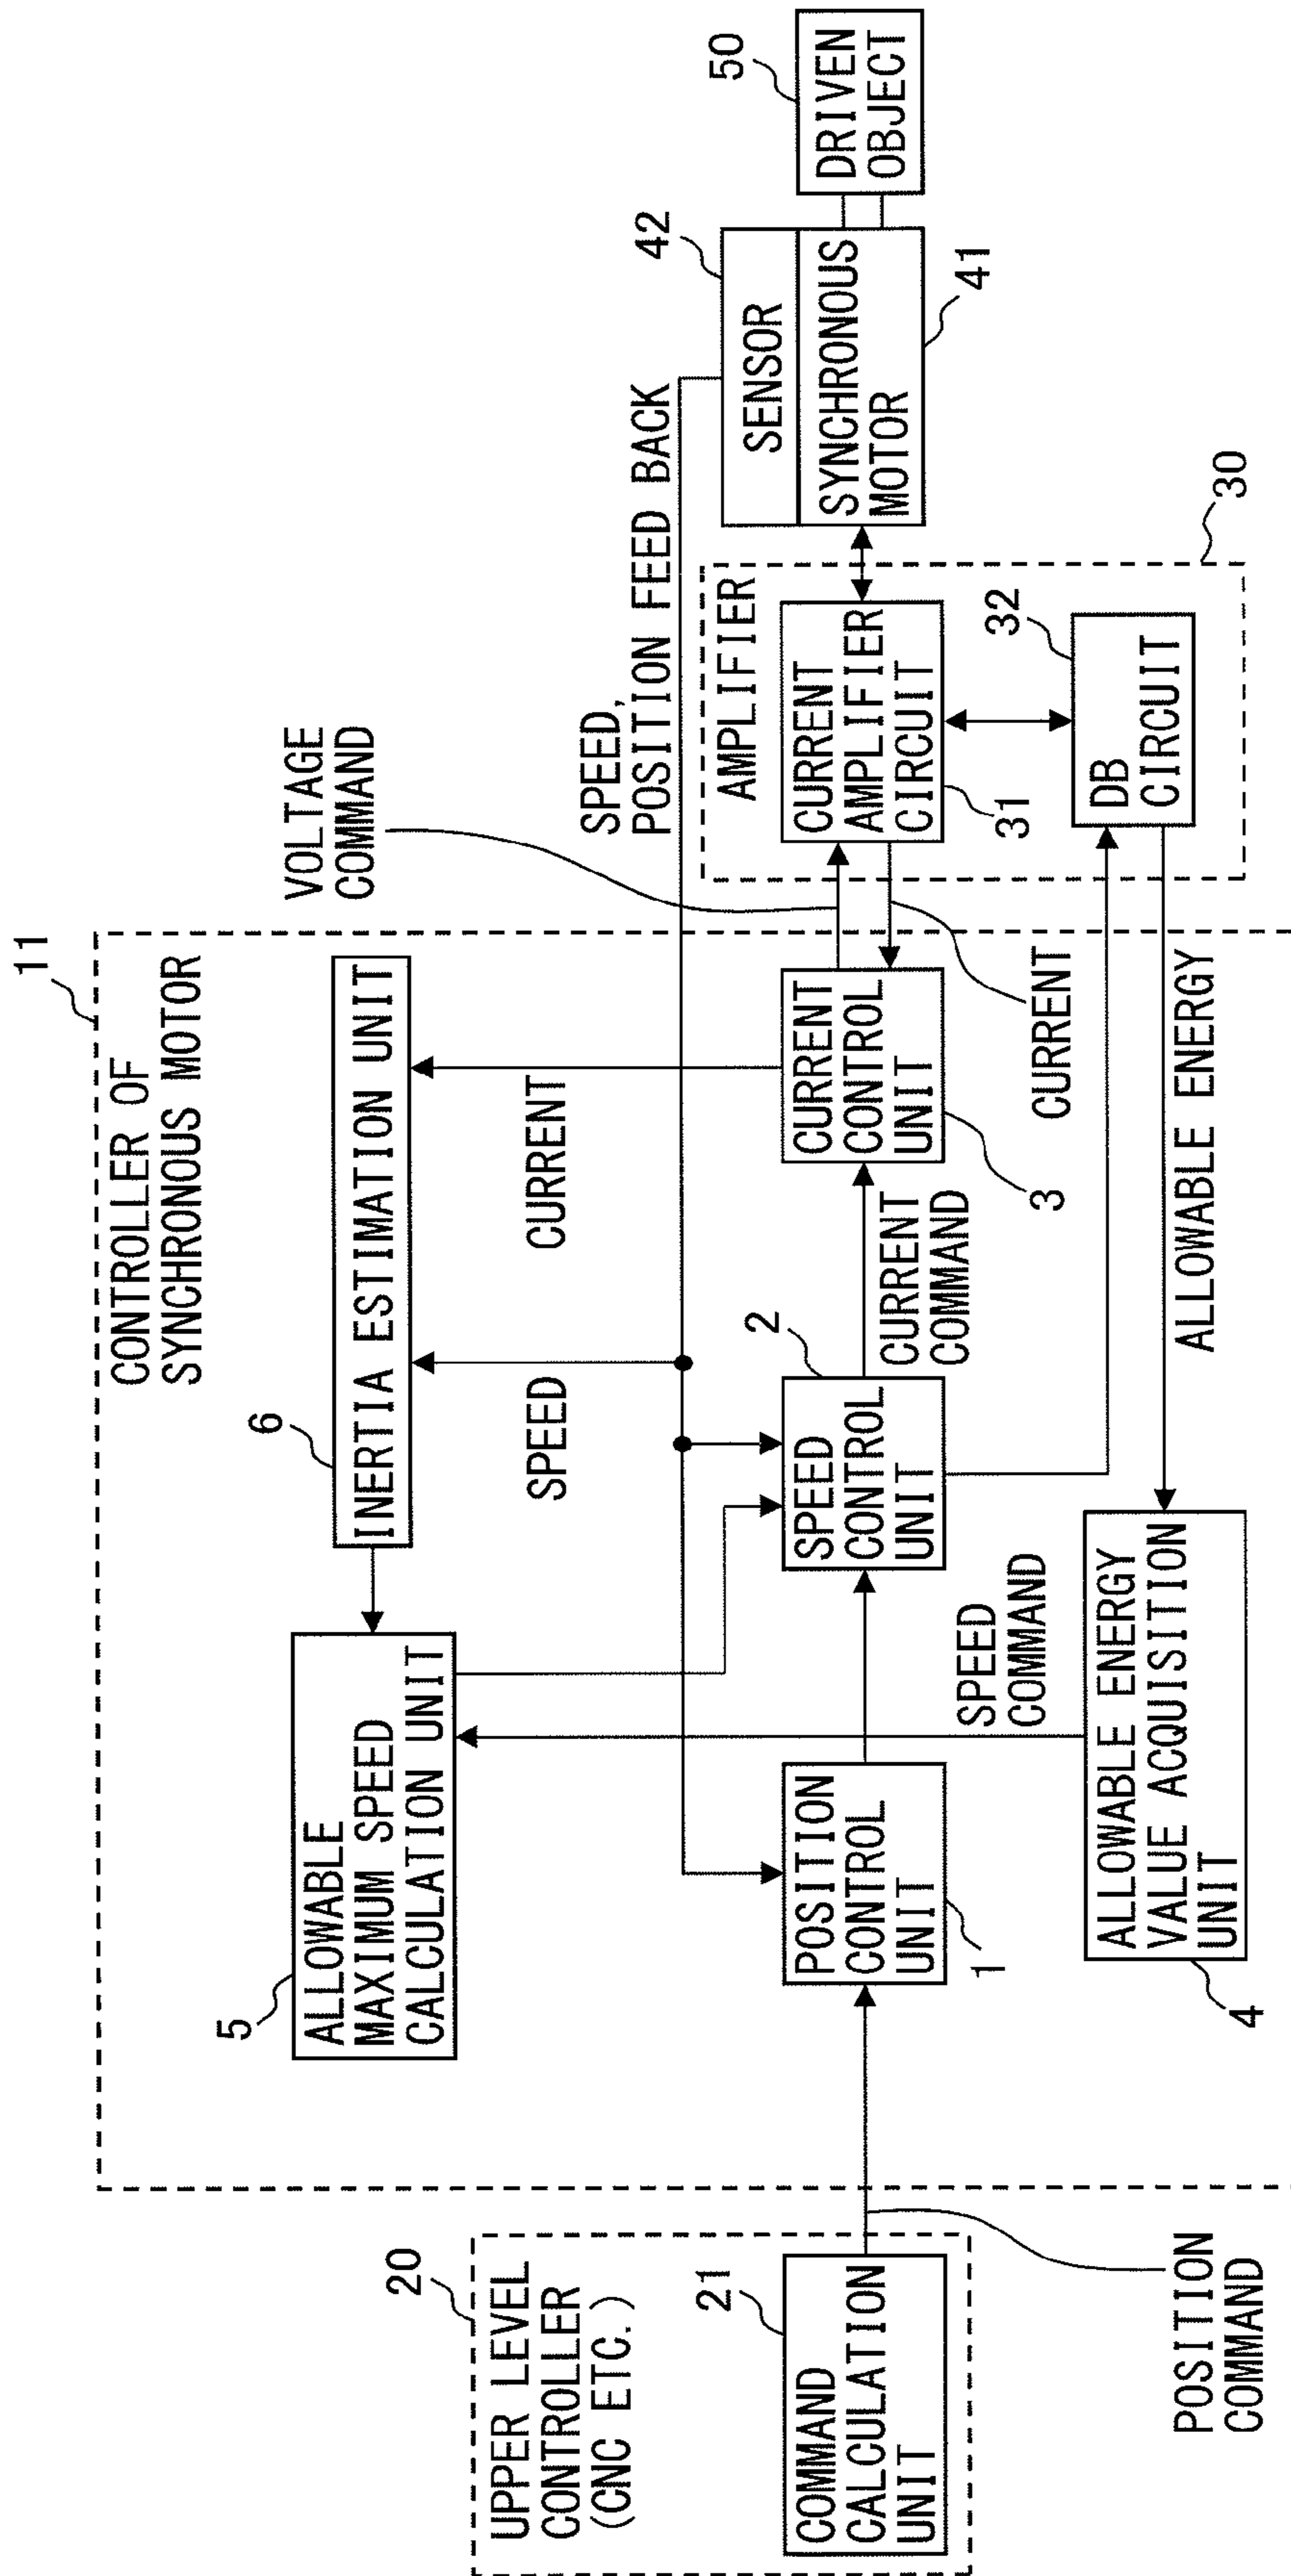 11
CONTROLLER OF
SYNCHRONOUS MOTOR
20
UPPER LEVEL
CONTROLLER
(CNC ETC.)
21
COMMAND
CALCULATION
UNIT
POSITION
COMMAND
5
ALLOWABLE
MAXIMUM SPEED
CALCULATION UNIT
6
INERTIA ESTIMATION UNIT
SPEED
CURRENT
POSITION
CONTROL
UNIT
1
SPEED
COMMAND
2
SPEED
CONTROL
UNIT
CURRENT
COMMAND
CURRENT
CONTROL
UNIT
3
ALLOWABLE ENERGY
VALUE ACQUISITION
UNIT
4
ALLOWABLE ENERGY
CURRENT
VOLTAGE
COMMAND
SPEED,
POSITION FEED BACK
AMPLIFIER
30
CURRENT
AMPLIFIER
CIRCUIT
31
32
DB
CIRCUIT
42
SENSOR
SYNCHRONOUS
MOTOR
41
50
DRIVEN
OBJECT